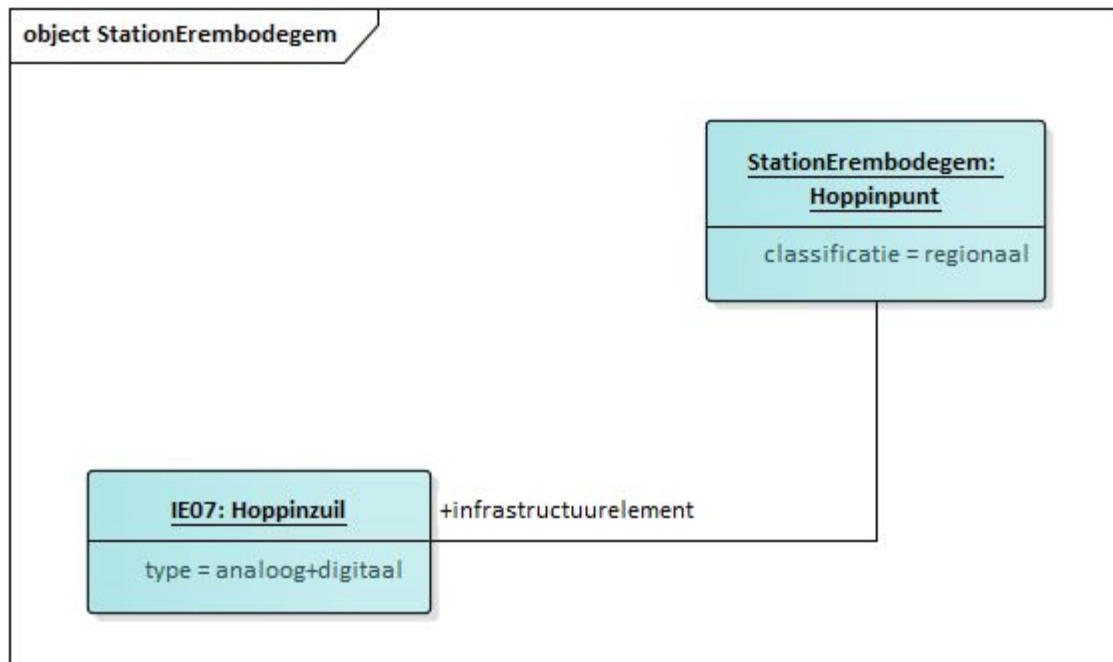 object StationErembodegem
StationErembodegem:
Hoppinpunt
classificatie = regionaal
IE07: Hoppinzuil
+infrastructuurelement
type = analoog+digitaal